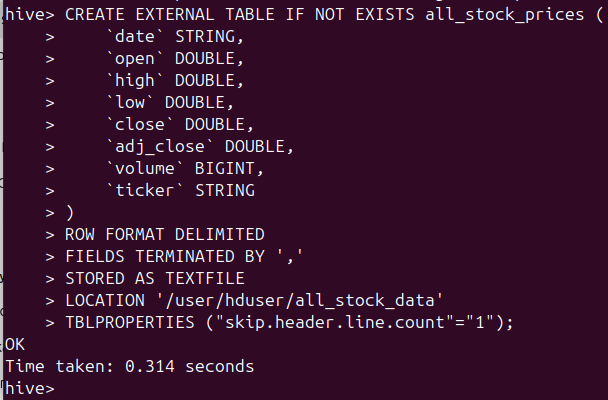 hive> CREATE EXTERNAL TABLE IF NOT EXISTS all_stock_prices (
    >     `date` STRING,
    >     `open` DOUBLE,
    >     `high` DOUBLE,
    >     `low` DOUBLE,
    >     `close` DOUBLE,
    >     `adj_close` DOUBLE,
    >     `volume` BIGINT,
    >     `ticker` STRING
    > )
    > ROW FORMAT DELIMITED
    > FIELDS TERMINATED BY ','
    > STORED AS TEXTFILE
    > LOCATION '/user/hduser/all_stock_data'
    > TBLPROPERTIES ("skip.header.line.count"="1");
OK
Time taken: 0.314 seconds
hive>